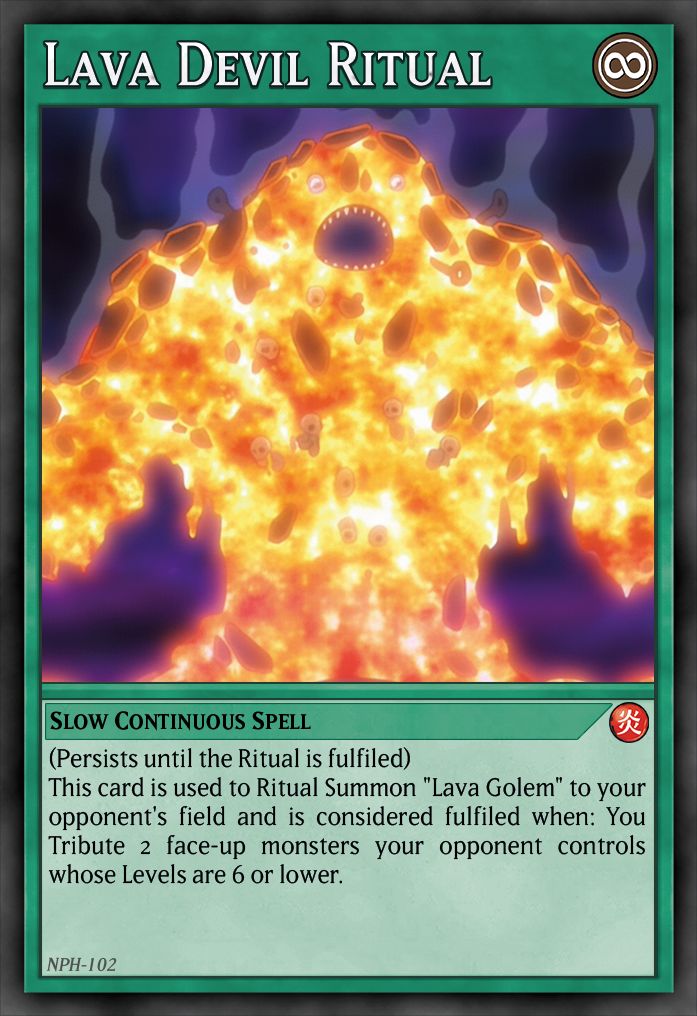 Lava Devil Ritual
Slow Continuous Spell
炎
(Persists until the Ritual is fulfiled)
This card is used to Ritual Summon "Lava Golem" to your
opponent's field and is considered fulfiled when: You
Tribute 2 face-up monsters your opponent controls
whose Levels are 6 or lower.
NPH-102